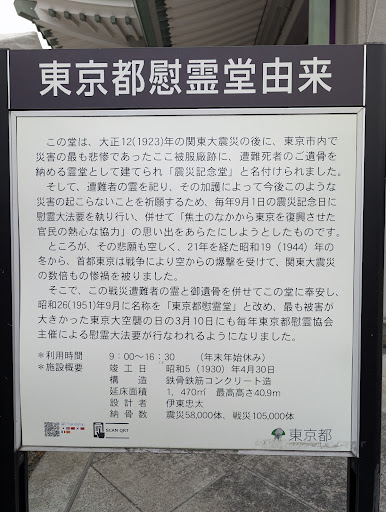 東京都慰霊堂由来
この堂は、大正12(1923)年の関東大震災の後に、東京市内で
災害の最も悲惨であったここ被服廠跡に、遭難死者のご遺骨を
納める霊堂として建てられ「震災記念堂」と名付けられました。
そして、遭難者の霊を祀り、その加護によって今後このような
災害の起こらないことを祈願するため、毎年9月1日の震災記念日に
慰霊大法要を執り行い、併せて「焦土のなかから東京を復興させた
官民の熱心な協力」の思い出をあらたにしようとしたものです。
ところが、その悲願も空しく、21年を経た昭和19（1944）年の
冬から、首都東京は戦争により空からの爆撃を受けて、関東大震災
の数倍もの惨禍を被りました。
そこで、この戦災遭難者の霊と御遺骨を併せてこの堂に奉安し、
昭和26(1951)年9月に名称を「東京都慰霊堂」と改め、最も被害が
大きかった東京大空襲の日の3月10日にも毎年東京都慰霊協会
主催による慰霊大法要が行なわれるようになりました。
＊利用時間 9：00～16：30 （年末年始休み）
＊施設概要 竣工日 昭和5（1930）年4月30日
構造 鉄骨鉄筋コンクリート造
延床面積 1,470㎡ 最高高さ40.9m
設計者 伊東忠太
納骨数 震災58,000体、戦災105,000体
SCAN QR!
東京都